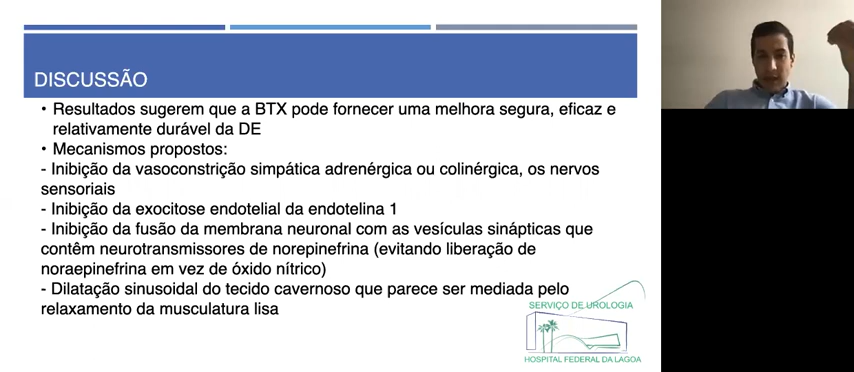 DISCUSSÃO
• Resultados sugerem que a BTX pode fornecer uma melhora segura, eficaz e
relativamente durável da DE
• Mecanismos propostos:
- Inibição da vasoconstrição simpática adrenérgica ou colinérgica, os nervos
sensoriais
- Inibição da exocitose endotelial da endotelina 1
- Inibição da fusão da membrana neuronal com as vesículas sinápticas que
contêm neurotransmissores de norepinefrina (evitando liberação de
noraepinefrina em vez de óxido nítrico)
- Dilatação sinusoidal do tecido cavernoso que parece ser mediada pelo
relaxamento da musculatura lisa
SERVIÇO DE UROLOGIA
HOSPITAL FEDERAL DA LAGOA